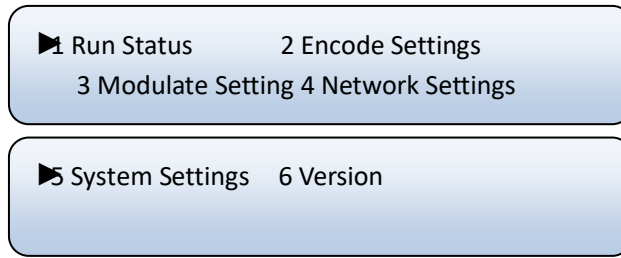 ►1 Run Status 2 Encode Settings
3 Modulate Setting 4 Network Settings
►5 System Settings 6 Version